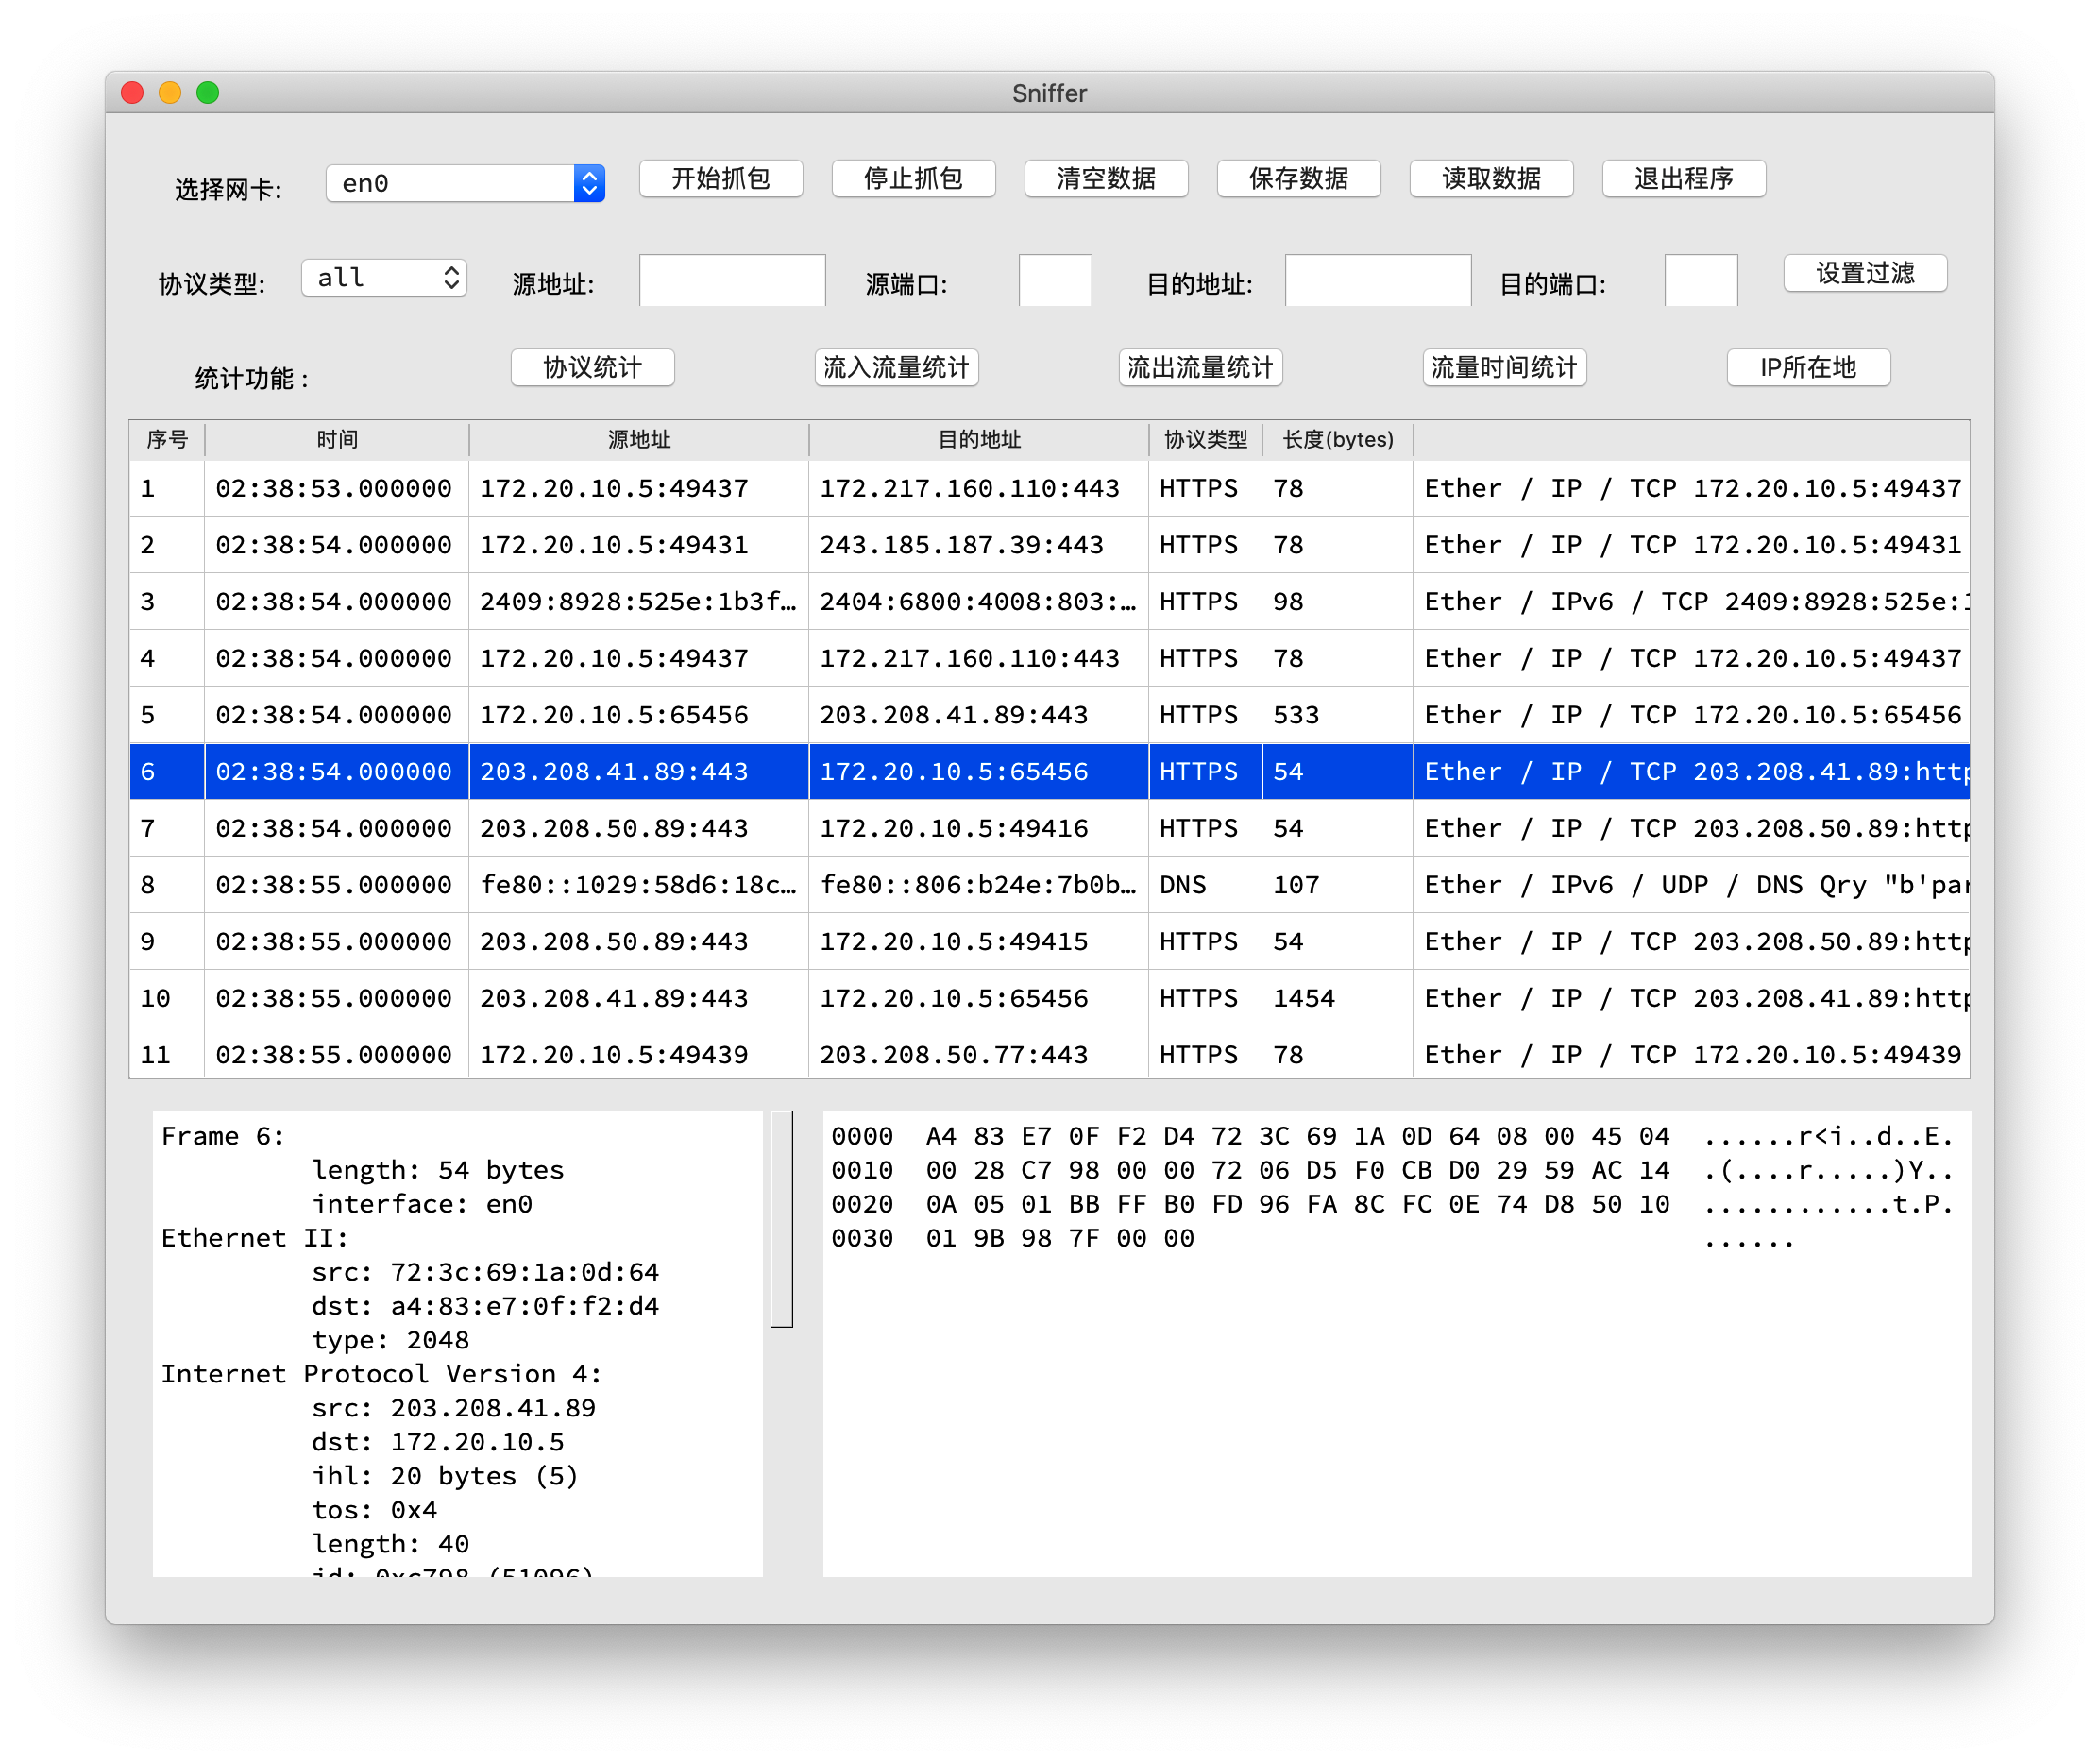 Sniffer
选择网卡: en0 开始抓包 停止抓包 清空数据 保存数据 读取数据 退出程序
协议类型: all 源地址: 源端口: 目的地址: 目的端口: 设置过滤
统计功能： 协议统计 流入流量统计 流出流量统计 流量时间统计 IP所在地
序号 时间 源地址 目的地址 协议类型 长度(bytes)
1 02:38:53.000000 172.20.10.5:49437 172.217.160.110:443 HTTPS 78 Ether / IP / TCP 172.20.10.5:49437
2 02:38:54.000000 172.20.10.5:49431 243.185.187.39:443 HTTPS 78 Ether / IP / TCP 172.20.10.5:49431
3 02:38:54.000000 2409:8928:525e:1b3f… 2404:6800:4008:803:… HTTPS 98 Ether / IPv6 / TCP 2409:8928:525e:1
4 02:38:54.000000 172.20.10.5:49437 172.217.160.110:443 HTTPS 78 Ether / IP / TCP 172.20.10.5:49437
5 02:38:54.000000 172.20.10.5:65456 203.208.41.89:443 HTTPS 533 Ether / IP / TCP 172.20.10.5:65456
6 02:38:54.000000 203.208.41.89:443 172.20.10.5:65456 HTTPS 54 Ether / IP / TCP 203.208.41.89:http
7 02:38:54.000000 203.208.50.89:443 172.20.10.5:49416 HTTPS 54 Ether / IP / TCP 203.208.50.89:http
8 02:38:55.000000 fe80::1029:58d6:18c… fe80::806:b24e:7b0b… DNS 107 Ether / IPv6 / UDP / DNS Qry "b'par
9 02:38:55.000000 203.208.50.89:443 172.20.10.5:49415 HTTPS 54 Ether / IP / TCP 203.208.50.89:http
10 02:38:55.000000 203.208.41.89:443 172.20.10.5:65456 HTTPS 1454 Ether / IP / TCP 203.208.41.89:http
11 02:38:55.000000 172.20.10.5:49439 203.208.50.77:443 HTTPS 78 Ether / IP / TCP 172.20.10.5:49439
Frame 6:
length: 54 bytes
interface: en0
Ethernet II:
src: 72:3c:69:1a:0d:64
dst: a4:83:e7:0f:f2:d4
type: 2048
Internet Protocol Version 4:
src: 203.208.41.89
dst: 172.20.10.5
ihl: 20 bytes (5)
tos: 0x4
length: 40
id: 0xc798 (51096)
0000 A4 83 E7 0F F2 D4 72 3C 69 1A 0D 64 08 00 45 04 ......r<i..d..E.
0010 00 28 C7 98 00 00 72 06 D5 F0 CB D0 29 59 AC 14 .(....r.....)Y..
0020 0A 05 01 BB FF B0 FD 96 FA 8C FC 0E 74 D8 50 10 ............t.P.
0030 01 9B 98 7F 00 00 ......